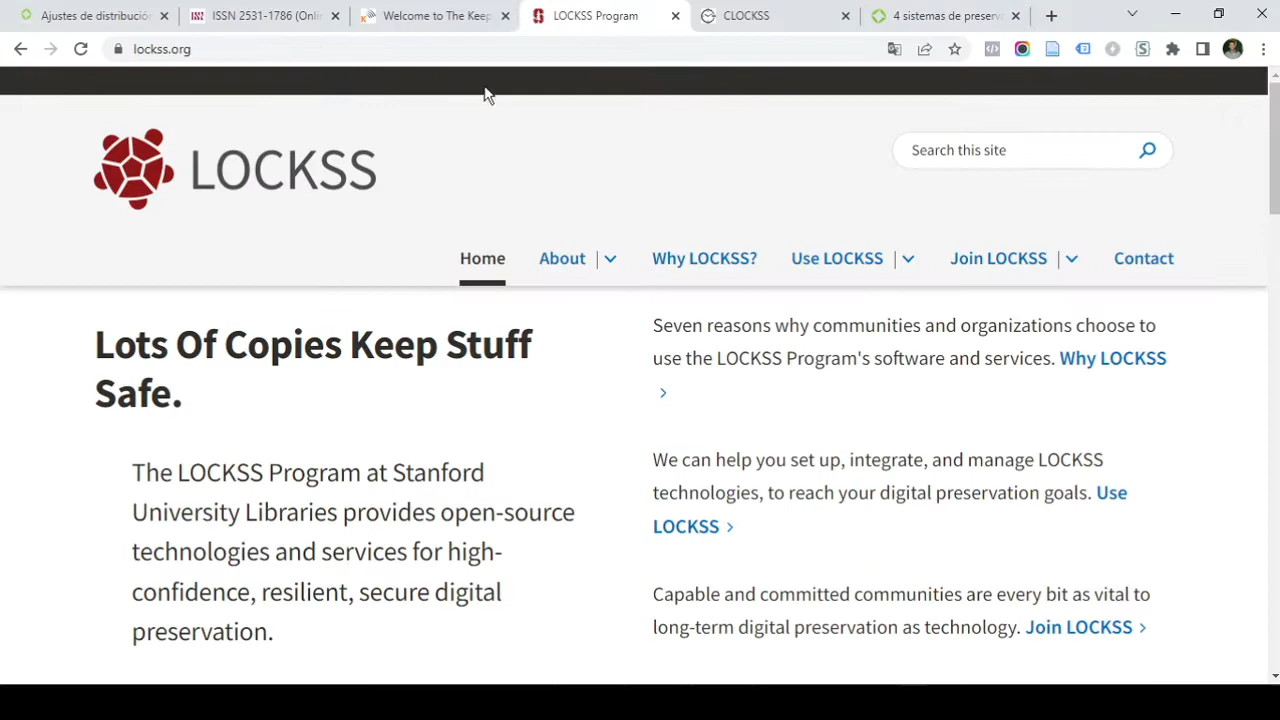 Ajustes de distribución
ISSN 2531-1786 (Onli
Welcome to The Keep
LOCKSS Program
CLOCKSS
4 sistemas de preserv
lockss.org
LOCKSS
Search this site
Home
About
Why LOCKSS?
Use LOCKSS
Join LOCKSS
Contact
Lots Of Copies Keep Stuff
Safe.
The LOCKSS Program at Stanford
University Libraries provides open-source
technologies and services for high-
confidence, resilient, secure digital
preservation.
Seven reasons why communities and organizations choose to
use the LOCKSS Program's software and services. Why LOCKSS
>
We can help you set up, integrate, and manage LOCKSS
technologies, to reach your digital preservation goals. Use
LOCKSS >
Capable and committed communities are every bit as vital to
long-term digital preservation as technology. Join LOCKSS >